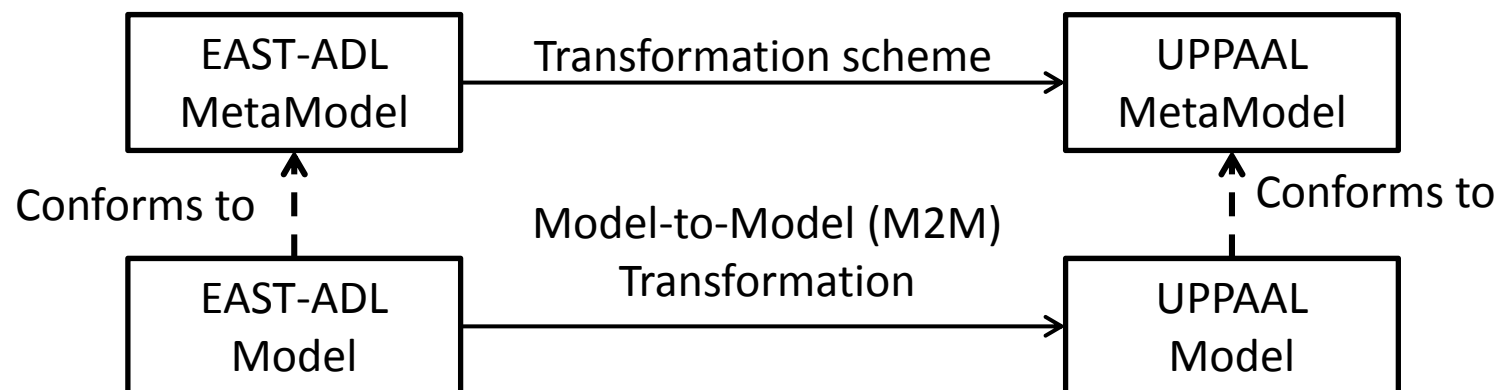 EAST-ADL
MetaModel
Transformation scheme
UPPAAL
MetaModel
Conforms to
Conforms to
Model-to-Model (M2M)
Transformation
EAST-ADL
Model
UPPAAL
Model